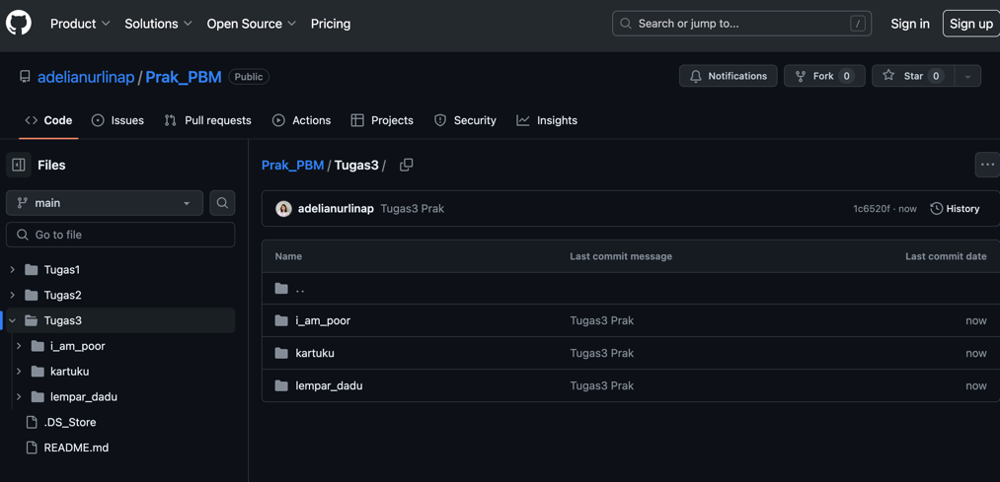 Product Solutions Open Source Pricing Search or jump to... / Sign in Sign up
adelianurlinap / Prak_PBM Public Notifications Fork 0 Star 0
Code Issues Pull requests Actions Projects Security Insights
Files
main
Go to file
Tugas1
Tugas2
Tugas3
i_am_poor
kartuku
lempar_dadu
.DS_Store
README.md
Prak_PBM / Tugas3 /
adelianurlinap Tugas3 Prak 1c6520f · now History
Name Last commit message Last commit date
..
i_am_poor Tugas3 Prak now
kartuku Tugas3 Prak now
lempar_dadu Tugas3 Prak now